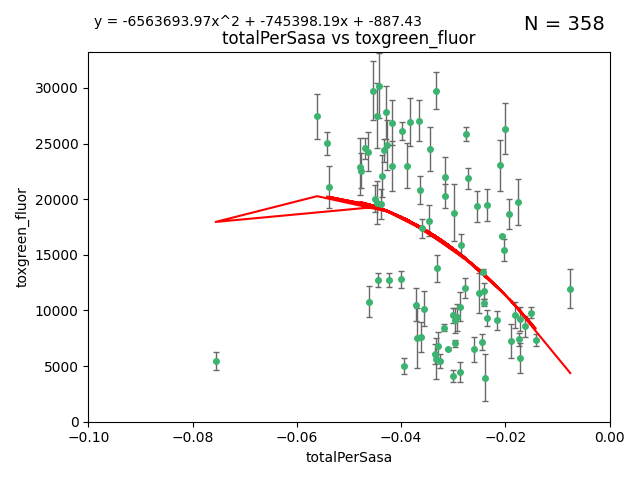 y = -6563693.97x^2 + -745398.19x + -887.43
N = 358
totalPerSasa vs toxgreen_fluor
toxgreen_fluor
30000
25000
20000
15000
10000
5000
0
−0.10
−0.08
−0.06
−0.04
−0.02
0.00
totalPerSasa